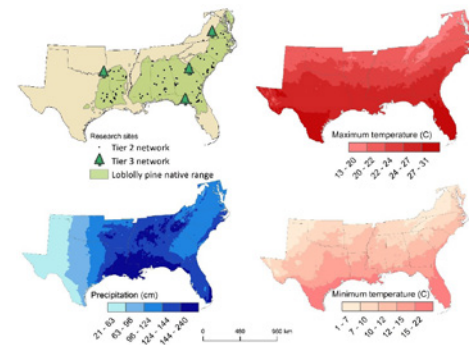 Research sites
Tier 2 network
Tier 3 network
Loblolly pine native range
Maximum temperature (C)
13 - 20
20 - 22
22 - 24
24 - 27
27 - 31
Precipitation (cm)
21 - 63
63 - 96
96 - 124
124 - 144
144 - 240
0
450
900 km
Minimum temperature (C)
1 - 7
7 - 10
10 - 12
12 - 15
15 - 22